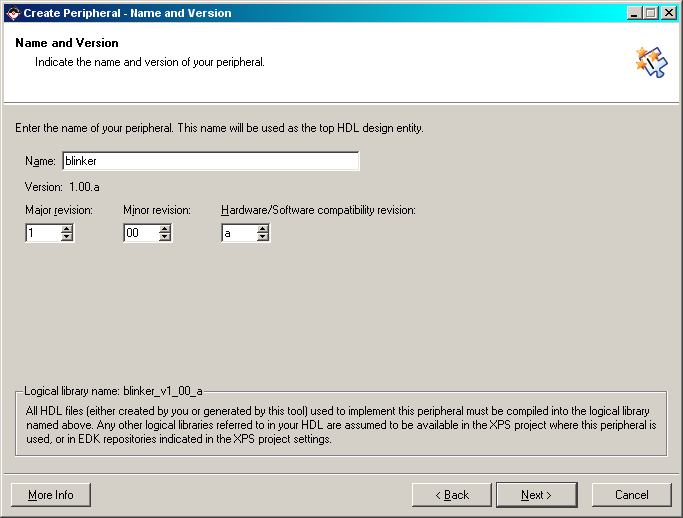 Create Peripheral - Name and Version
Name and Version
Indicate the name and version of your peripheral.
Enter the name of your peripheral. This name will be used as the top HDL design entity.
Name: blinker
Version: 1.00.a
Major revision: Minor revision: Hardware/Software compatibility revision:
1 00 a
Logical library name: blinker_v1_00_a
All HDL files (either created by you or generated by this tool) used to implement this peripheral must be compiled into the logical library
named above. Any other logical libraries referred to in your HDL are assumed to be available in the XPS project where this peripheral is
used, or in EDK repositories indicated in the XPS project settings.
More Info < Back Next > Cancel